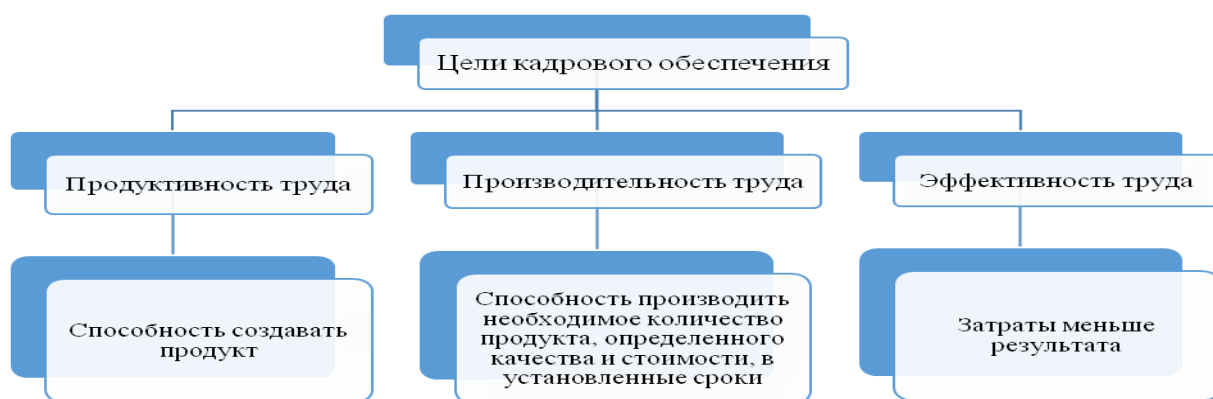 Цели кадрового обеспечения
Продуктивность труда
Производительность труда
Эффективность труда
Способность создавать
продукт
Способность производить
необходимое количество
продукта, определенного
качества и стоимости, в
установленные сроки
Затраты меньше
результата